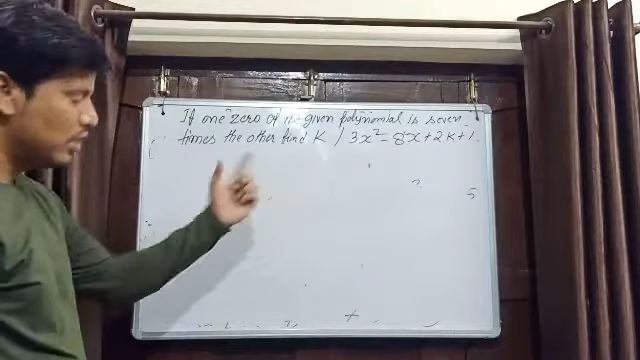 If one zero of the given polynomial is seven
times the other find K / 3x² - 8x + 2K + 1.